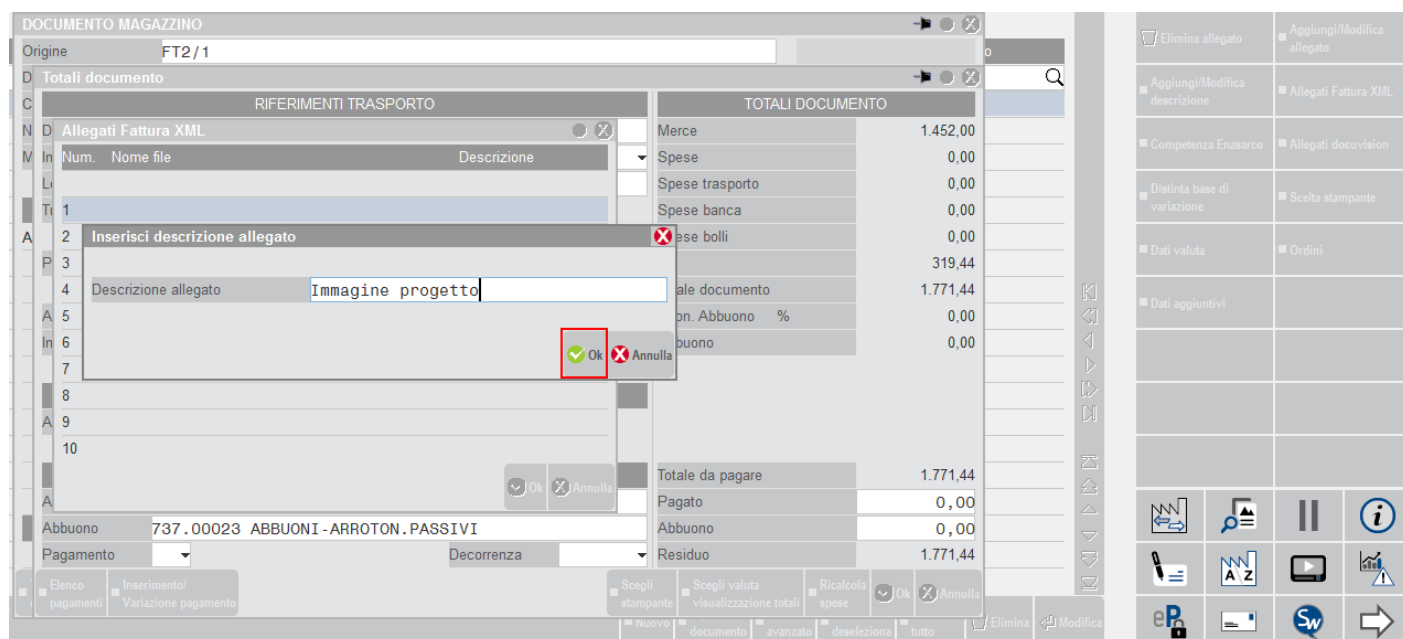 DOCUMENTO MAGAZZINO
Origine FT2/1 o
D Totali documento
C RIFERIMENTI TRASPORTO TOTALI DOCUMENTO
N D Allegati Fattura XML Merce 1.452,00
M In Num. Nome file Descrizione Spese 0,00
Spese trasporto 0,00
1 Spese banca 0,00
A 2 Inserisci descrizione allegato ese bolli 0,00
P 3 319,44
4 Descrizione allegato Immagine progetto ale documento 1.771,44
A 5 on. Abbuono % 0,00
In 6 Ok Annulla buono 0,00
7
8
A 9
10
Ok Annulla Totale da pagare 1.771,44
A Pagato 0,00
Abbuono 737.00023 ABBUONI-ARROTON.PASSIVI Abbuono 0,00
Pagamento Decorrenza Residuo 1.771,44
Elenco pagamenti
Inserimento/
Variazione pagamento
Scegli
stampante
Scegli valuta
visualizzazione totali
Ricalcola
spese
Ok Annulla
Nuovo documento avanzato deseleziona tutto Elimina Modifica
Elimina allegato
Aggiungi/Modifica
allegato
Aggiungi/Modifica
descrizione
Allegati Fattura XML
Competenza Enasarco
Allegati docuvision
Distinta base di
variazione
Scelta stampante
Dati valuta
Ordini
Dati aggiuntivi
i
A Z
eP
Sw